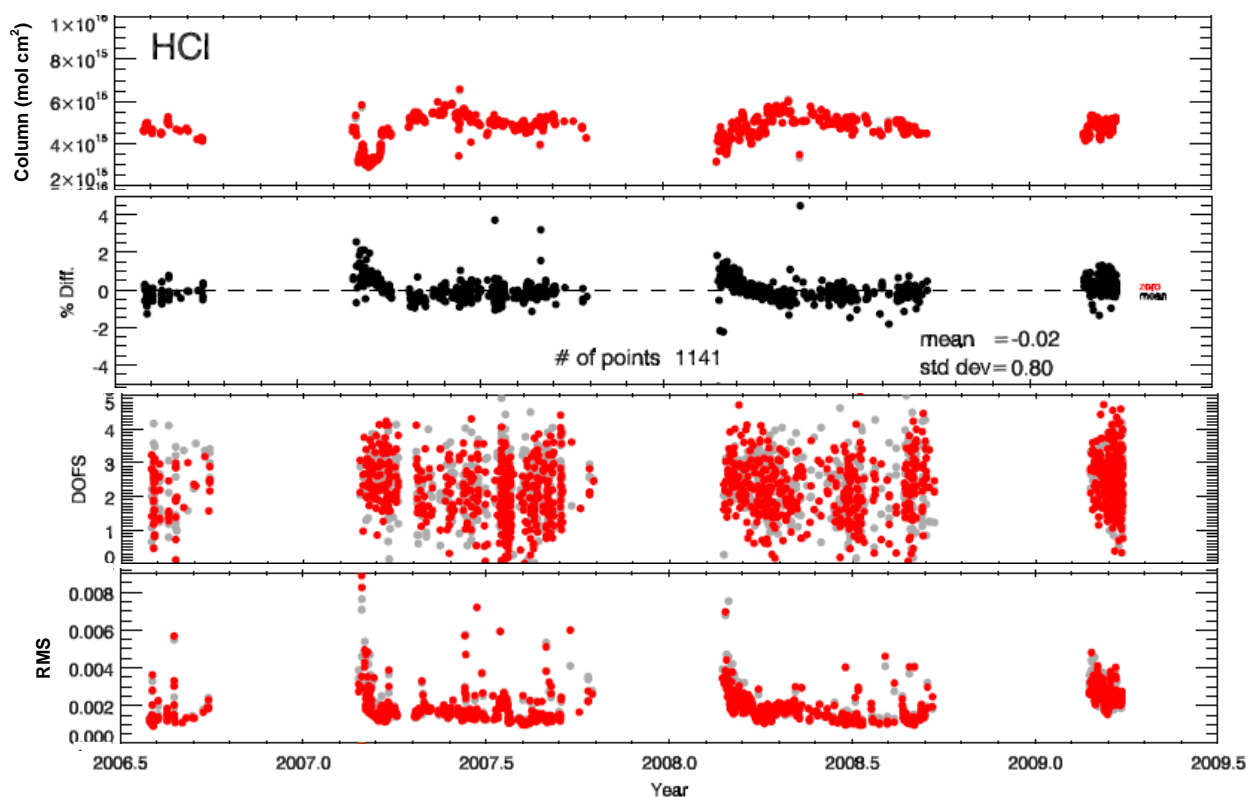 HCl
Column (mol cm²)
1×10¹⁶
8×10¹⁵
6×10¹⁵
4×10¹⁵
2×10¹⁵
% Diff.
4
2
0
-2
-4
zero
mean
# of points 1141
mean =-0.02
std dev=0.80
DOFS
5
4
3
2
1
0
RMS
0.008
0.006
0.004
0.002
0.000
2006.5 2007.0 2007.5 2008.0 2008.5 2009.0 2009.5
Year